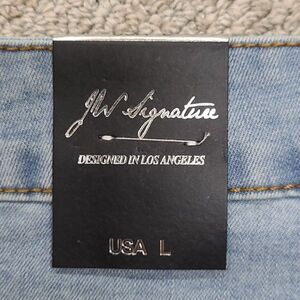 JW Signature
DESIGNED IN LOS ANGELES
USA L